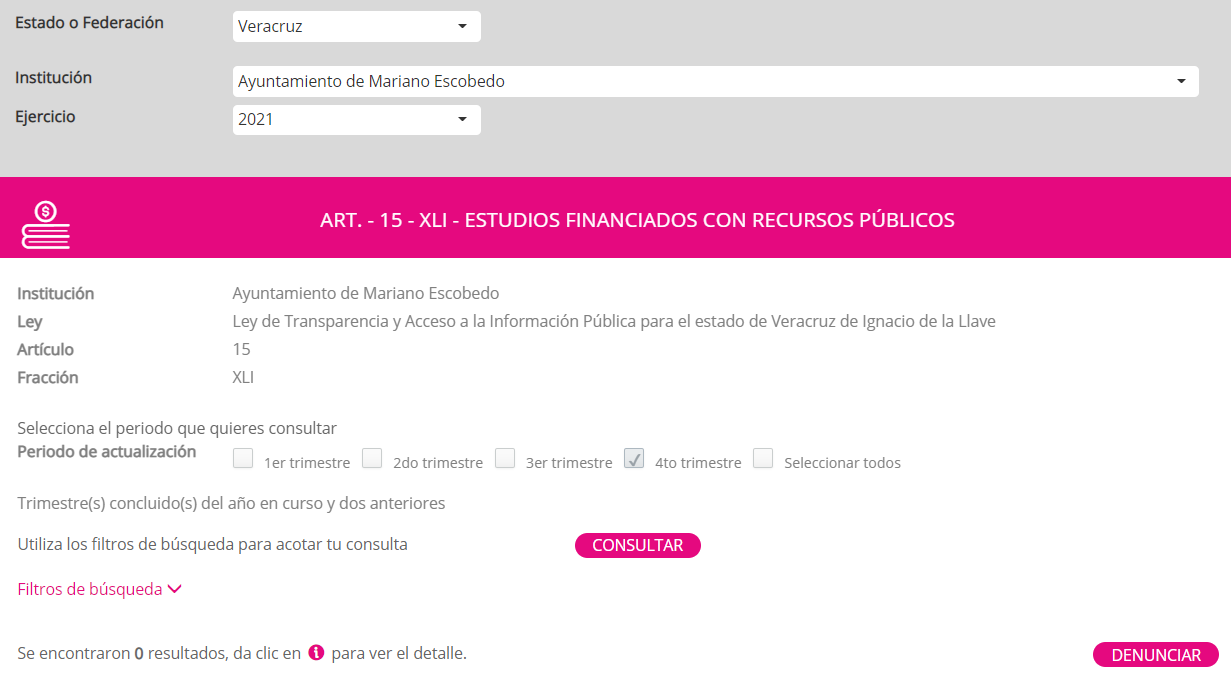 Estado o Federación Veracruz
Institución Ayuntamiento de Mariano Escobedo
Ejercicio 2021
ART. - 15 - XLI - ESTUDIOS FINANCIADOS CON RECURSOS PÚBLICOS
Institución Ayuntamiento de Mariano Escobedo
Ley Ley de Transparencia y Acceso a la Información Pública para el estado de Veracruz de Ignacio de la Llave
Artículo 15
Fracción XLI
Selecciona el periodo que quieres consultar
Periodo de actualización 1er trimestre 2do trimestre 3er trimestre 4to trimestre Seleccionar todos
Trimestre(s) concluido(s) del año en curso y dos anteriores
Utiliza los filtros de búsqueda para acotar tu consulta CONSULTAR
Filtros de búsqueda
Se encontraron 0 resultados, da clic en i para ver el detalle. DENUNCIAR